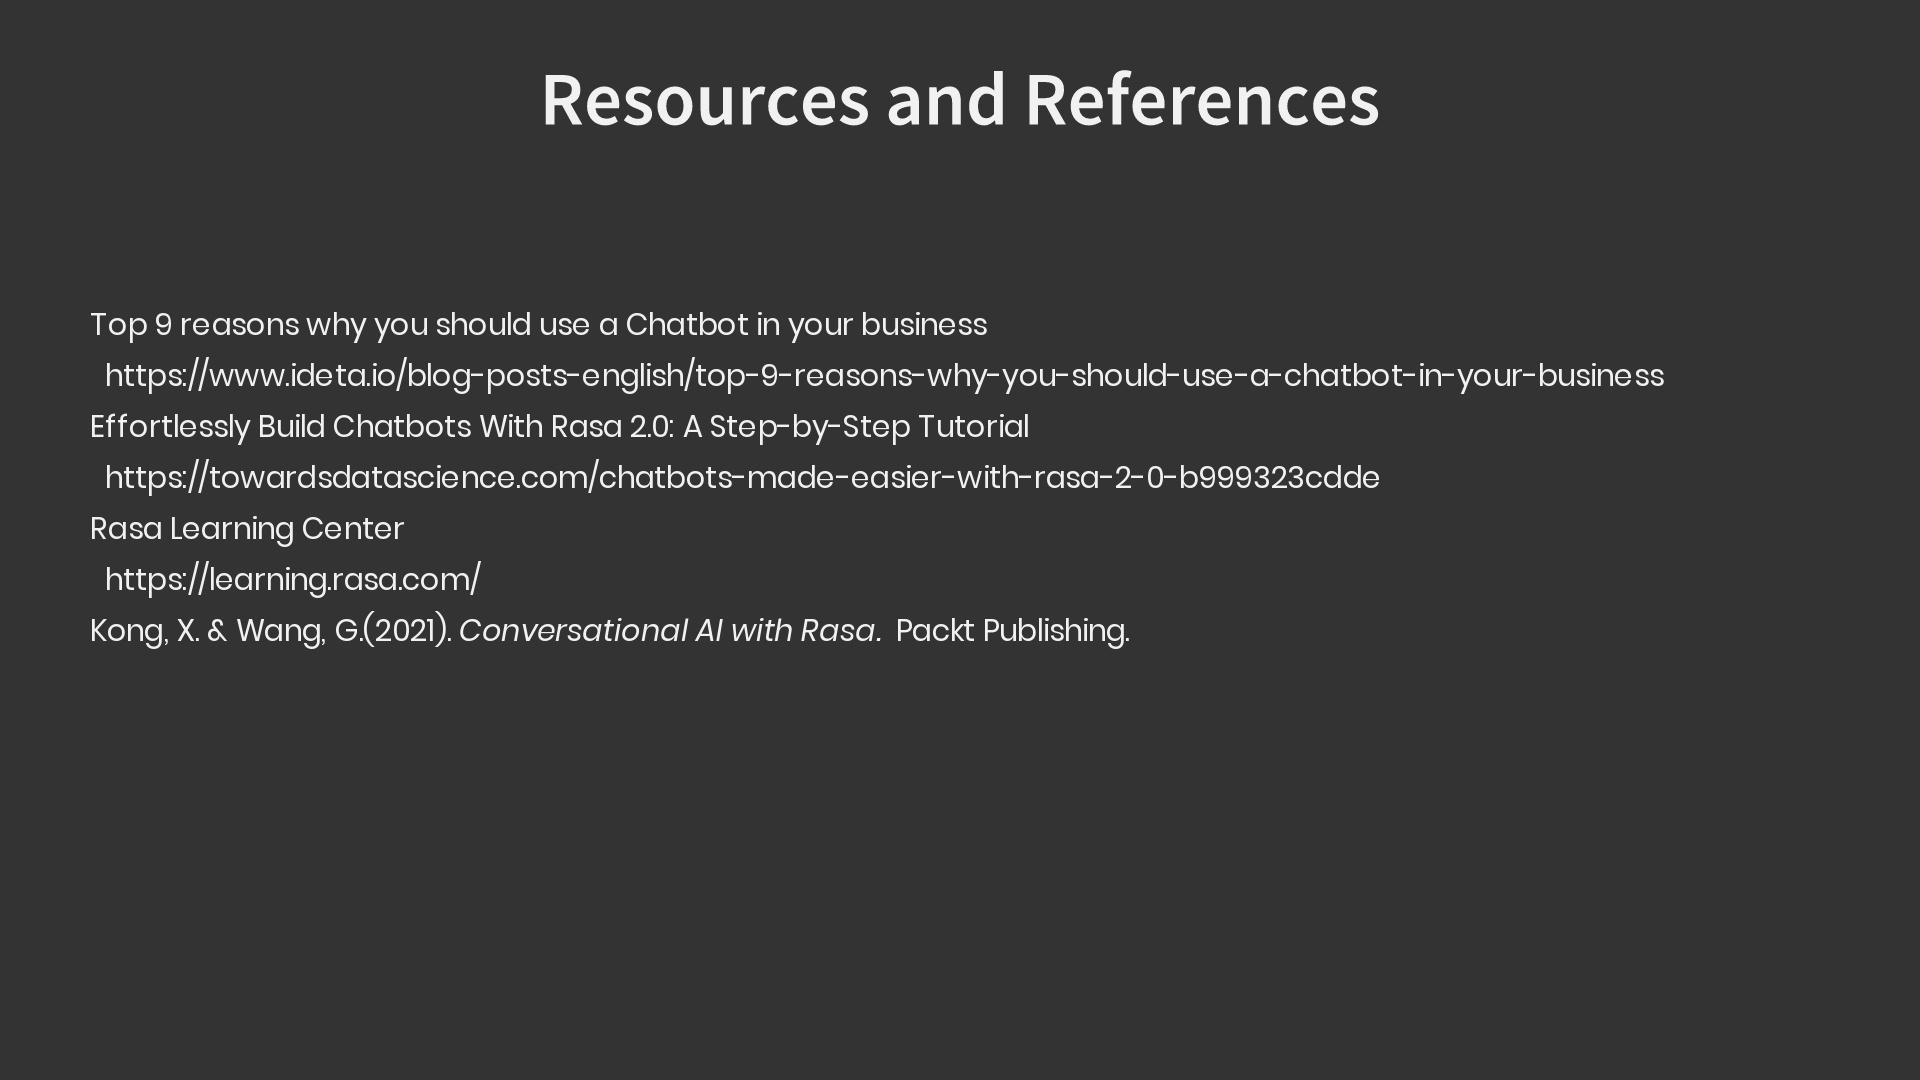 Resources and References
Top 9 reasons why you should use a Chatbot in your business
https://www.ideta.io/blog-posts-english/top-9-reasons-why-you-should-use-a-chatbot-in-your-business
Effortlessly Build Chatbots With Rasa 2.0: A Step-by-Step Tutorial
https://towardsdatascience.com/chatbots-made-easier-with-rasa-2-0-b999323cdde
Rasa Learning Center
https://learning.rasa.com/
Kong, X. & Wang, G.(2021). Conversational AI with Rasa. Packt Publishing.